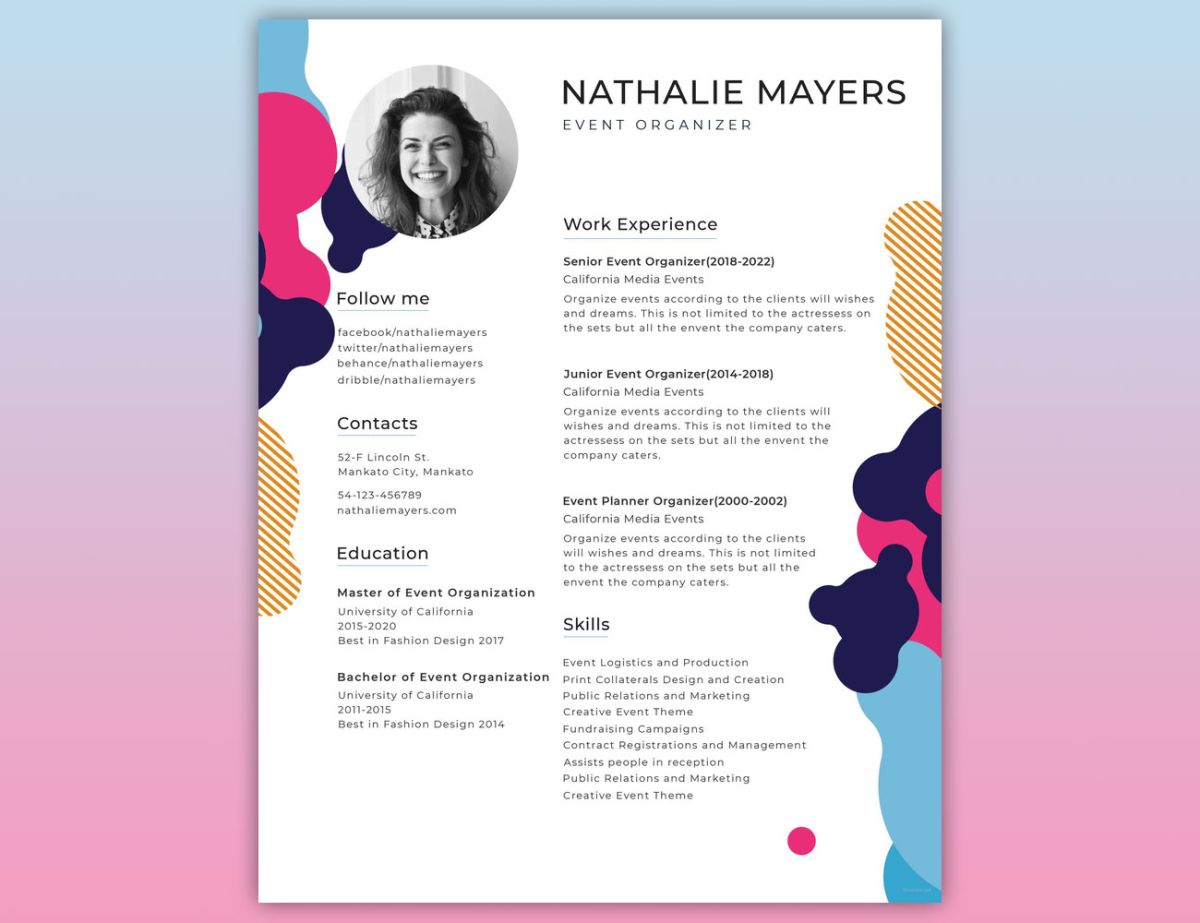 NATHALIE MAYERS
EVENT ORGANIZER
Follow me
facebook/nathaliemayers
twitter/nathaliemayers
behance/nathaliemayers
dribble/nathaliemayers
Contacts
52-F Lincoln St.
Mankato City, Mankato
54-123-456789
nathaliemayers.com
Education
Master of Event Organization
University of California
2015-2020
Best in Fashion Design 2017
Bachelor of Event Organization
University of California
2011-2015
Best in Fashion Design 2014
Work Experience
Senior Event Organizer(2018-2022)
California Media Events
Organize events according to the clients will wishes
and dreams. This is not limited to the actressess on
the sets but all the envent the company caters.
Junior Event Organizer(2014-2018)
California Media Events
Organize events according to the clients will
wishes and dreams. This is not limited to the
actressess on the sets but all the envent the
company caters.
Event Planner Organizer(2000-2002)
California Media Events
Organize events according to the clients
will wishes and dreams. This is not limited
to the actressess on the sets but all the
envent the company caters.
Skills
Event Logistics and Production
Print Collaterals Design and Creation
Public Relations and Marketing
Creative Event Theme
Fundraising Campaigns
Contract Registrations and Management
Assists people in reception
Public Relations and Marketing
Creative Event Theme